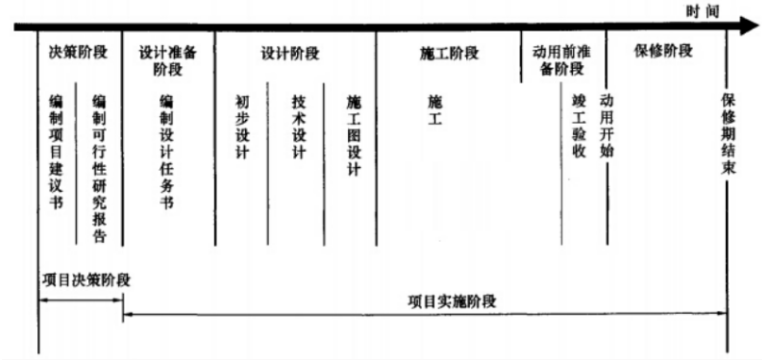 时间
决策阶段
设计准备
阶段
设计阶段
施工阶段
动用前准
备阶段
保修阶段
编制项目建议书
编制可行性研究报告
编制设计任务书
初步设计
技术设计
施工图设计
施工
竣工验收
动用开始
保修期结束
项目决策阶段
项目实施阶段